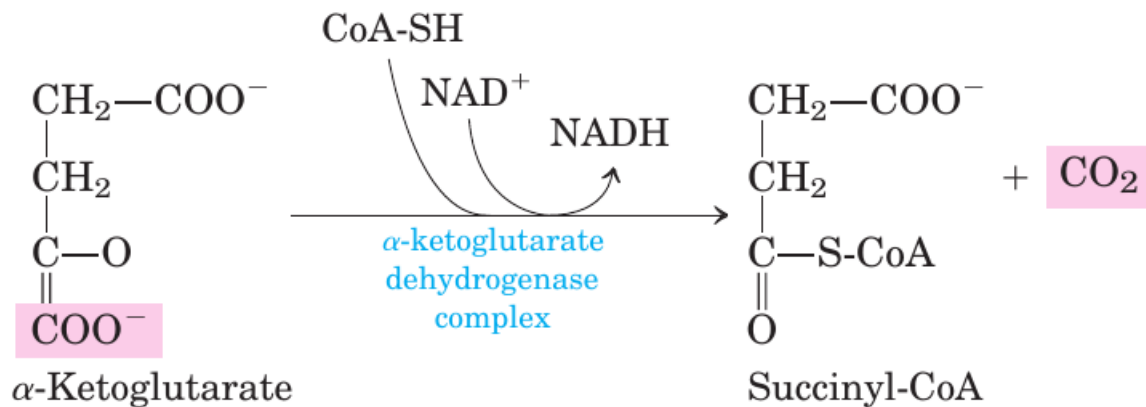 CoA-SH
NAD⁺
NADH
CH₂—COO⁻
CH₂
C—O
COO⁻
α-Ketoglutarate
α-ketoglutarate
dehydrogenase
complex
CH₂—COO⁻
CH₂
C—S-CoA
O
Succinyl-CoA
+ CO₂